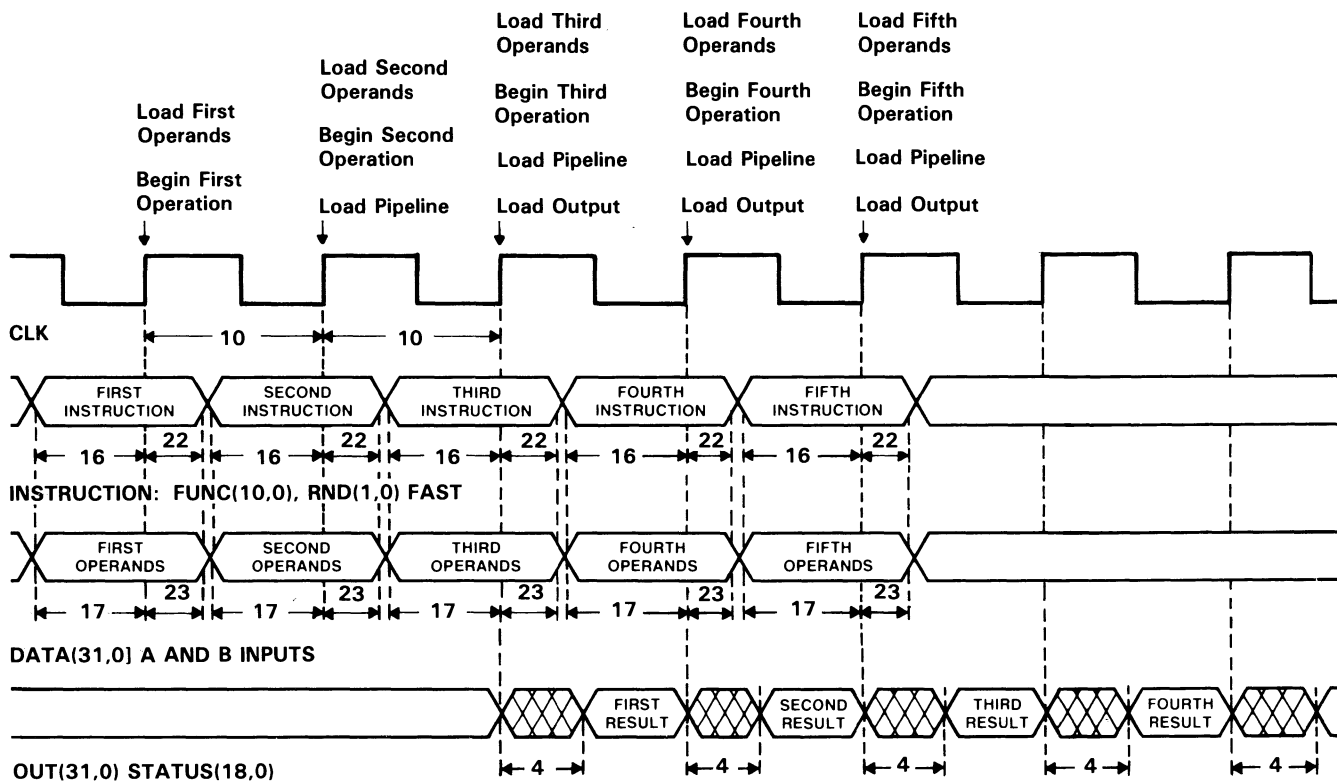 Load First
Operands
Begin First
Operation
Load Second
Operands
Begin Second
Operation
Load Pipeline
Load Third
Operands
Begin Third
Operation
Load Pipeline
Load Output
Load Fourth
Operands
Begin Fourth
Operation
Load Pipeline
Load Output
Load Fifth
Operands
Begin Fifth
Operation
Load Pipeline
Load Output
CLK
10
10
FIRST
INSTRUCTION
SECOND
INSTRUCTION
THIRD
INSTRUCTION
FOURTH
INSTRUCTION
FIFTH
INSTRUCTION
16
22
16
22
16
22
16
22
16
22
INSTRUCTION: FUNC(10,0), RND(1,0) FAST
FIRST
OPERANDS
SECOND
OPERANDS
THIRD
OPERANDS
FOURTH
OPERANDS
FIFTH
OPERANDS
17
23
17
23
17
23
17
23
17
23
DATA(31,0] A AND B INPUTS
FIRST
RESULT
SECOND
RESULT
THIRD
RESULT
FOURTH
RESULT
4
4
4
4
4
OUT(31,0) STATUS(18,0)